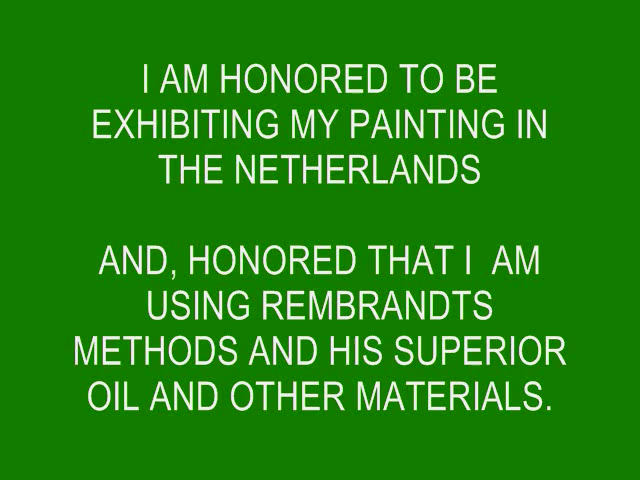 I AM HONORED TO BE
EXHIBITING MY PAINTING IN
THE NETHERLANDS
AND, HONORED THAT I  AM
USING REMBRANDTS
METHODS AND HIS SUPERIOR
OIL AND OTHER MATERIALS.